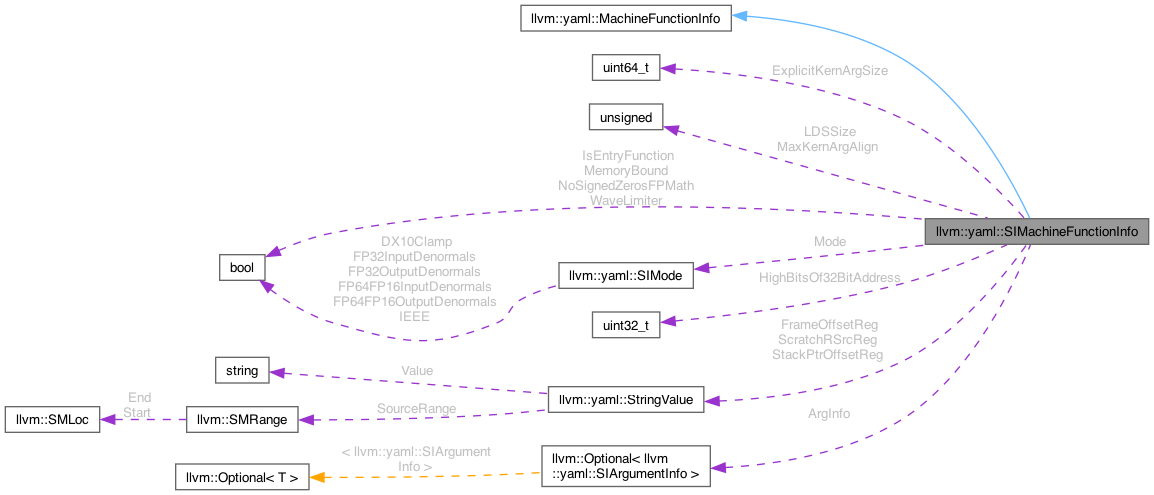 llvm::yaml::MachineFunctionInfo
uint64_t
ExplicitKernArgSize
unsigned
LDSSize
MaxKernArgAlign
IsEntryFunction
MemoryBound
NoSignedZerosFPMath
WaveLimiter
llvm::yaml::SIMachineFunctionInfo
DX10Clamp
FP32InputDenormals
FP32OutputDenormals
FP64FP16InputDenormals
FP64FP16OutputDenormals
IEEE
bool
llvm::yaml::SIMode
Mode
HighBitsOf32BitAddress
uint32_t
FrameOffsetReg
ScratchRSrcReg
StackPtrOffsetReg
string
Value
llvm::yaml::StringValue
End
Start
llvm::SMLoc
llvm::SMRange
SourceRange
ArgInfo
< llvm::yaml::SIArgument
Info >
llvm::Optional< llvm
::yaml::SIArgumentInfo >
llvm::Optional< T >